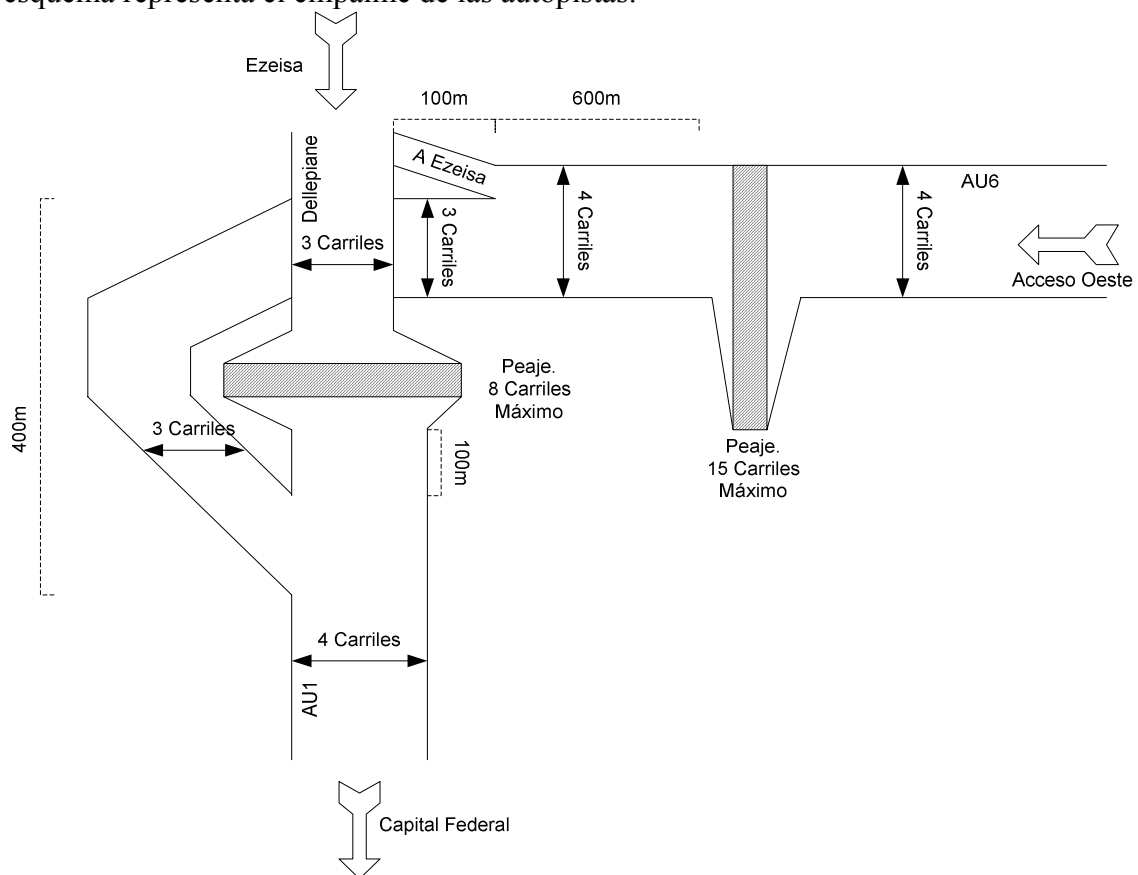 esquema representa el empalme de las autopistas.
Ezeisa
100m
600m
Dellepiane
A Ezeisa
AU6
3 Carriles
3 Carriles
4 Carriles
4 Carriles
Acceso Oeste
Peaje.
8 Carriles
Máximo
400m
3 Carriles
100m
Peaje.
15 Carriles
Máximo
4 Carriles
AU1
Capital Federal